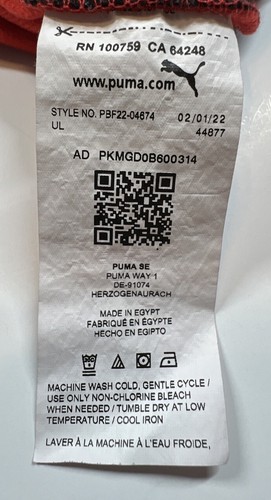 RN 100759 CA 64248
www.puma.com
STYLE NO. PBF22-04674 02/01/22
UL 44877
AD PKMGD0B600314
PUMA SE
PUMA WAY 1
DE-91074
HERZOGENAURACH
MADE IN EGYPT
FABRIQUÉ EN ÉGYPTE
HECHO EN EGIPTO
MACHINE WASH COLD, GENTLE CYCLE /
USE ONLY NON-CHLORINE BLEACH
WHEN NEEDED / TUMBLE DRY AT LOW
TEMPERATURE / COOL IRON
LAVER À LA MACHINE À L'EAU FROIDE,